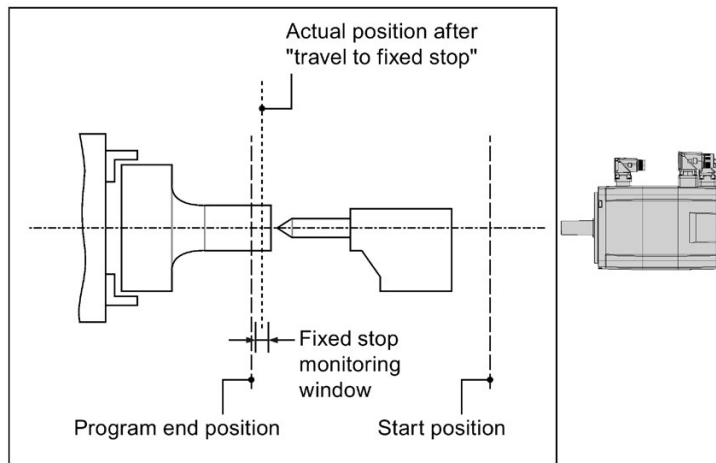 Actual position after
"travel to fixed stop"
Fixed stop
monitoring
window
Program end position
Start position